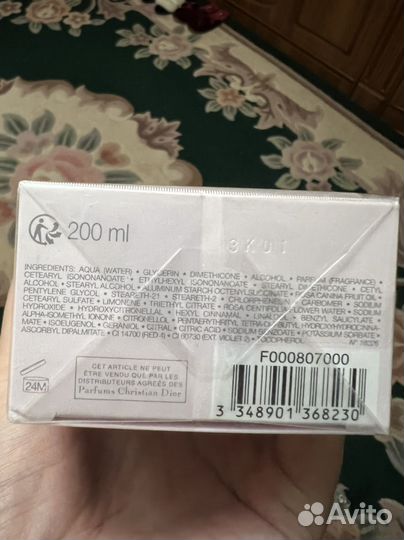 200 ml
3K01
INGREDIENTS: AQUA (WATER) • GLYCERIN • DIMETHICONE • ALCOHOL • PARFUM (FRAGRANCE) •
CETEARYL ISONONANOATE • ETHYLHEXYL ISONONANOATE • STEARYL DIMETHICONE • CETYL
ALCOHOL • STEARYL ALCOHOL • ALUMINUM STARCH OCTENYLSUCCINATE • ROSA CANINA FRUIT OIL •
PENTYLENE GLYCOL • STEARETH-21 • STEARETH-2 • CHLORPHENESIN • CARBOMER • SODIUM
CETEARYL SULFATE • LIMONENE • TRIETHYL CITRATE • ROSA CENTIFOLIA FLOWER WATER • SODIUM
HYDROXIDE • HYDROXYCITRONELLAL • HEXYL CINNAMAL • LINALOOL • BENZYL SALICYLATE •
ALPHA-ISOMETHYL IONONE • CITRONELLOL • PENTAERYTHRITYL TETRA-DI-T-BUTYL HYDROXYHYDROCINNA-
MATE • ISOEUGENOL • GERANIOL • CITRAL • CITRIC ACID • SODIUM BENZOATE • POTASSIUM SORBATE •
ASCORBYL DIPALMITATE • CI 14700 (RED 4) • CI 60730 (EXT. VIOLET 2) • TOCOPHEROL
24M
CET ARTICLE NE PEUT
ÊTRE VENDU QUE PAR LES
DISTRIBUTEURS AGRÉÉS DES
Parfums Christian Dior
F000807000
3 348901 368230
Avito